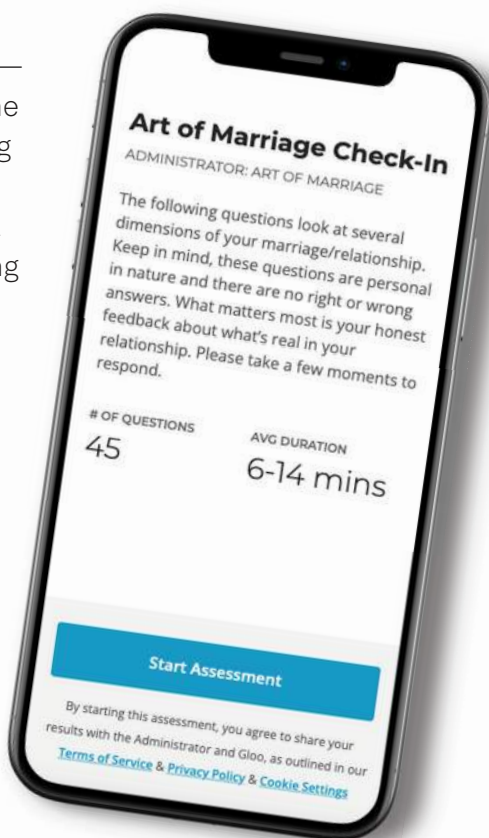 Art of Marriage Check-In
ADMINISTRATOR: ART OF MARRIAGE
The following questions look at several
dimensions of your marriage/relationship.
Keep in mind, these questions are personal
in nature and there are no right or wrong
answers. What matters most is your honest
feedback about what's real in your
relationship. Please take a few moments to
respond.
# OF QUESTIONS
45
AVG DURATION
6-14 mins
Start Assessment
By starting this assessment, you agree to share your
results with the Administrator and Gloo, as outlined in our
Terms of Service & Privacy Policy & Cookie Settings